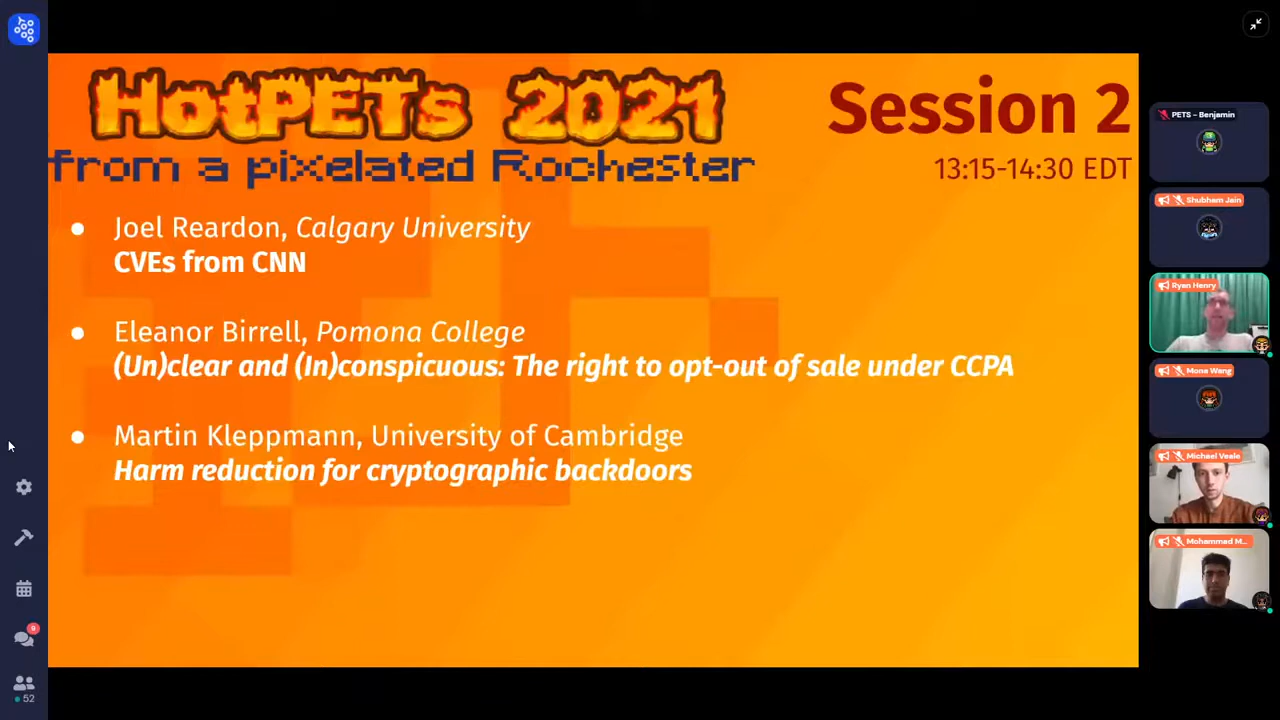 HotPETs 2021
from a pixelated Rochester
Session 2
13:15-14:30 EDT
Joel Reardon, Calgary University
CVEs from CNN
Eleanor Birrell, Pomona College
(Un)clear and (In)conspicuous: The right to opt-out of sale under CCPA
Martin Kleppmann, University of Cambridge
Harm reduction for cryptographic backdoors
PETS - Benjamin
Shubham Jain
Ryan Henry
Mona Wang
Michael Veale
Mohammad M...
9
52